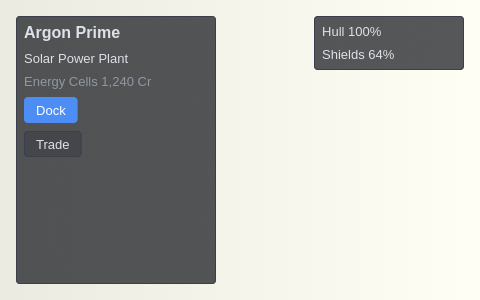 Argon Prime
Solar Power Plant
Energy Cells 1,240 Cr
Dock
Trade
Hull 100%
Shields 64%